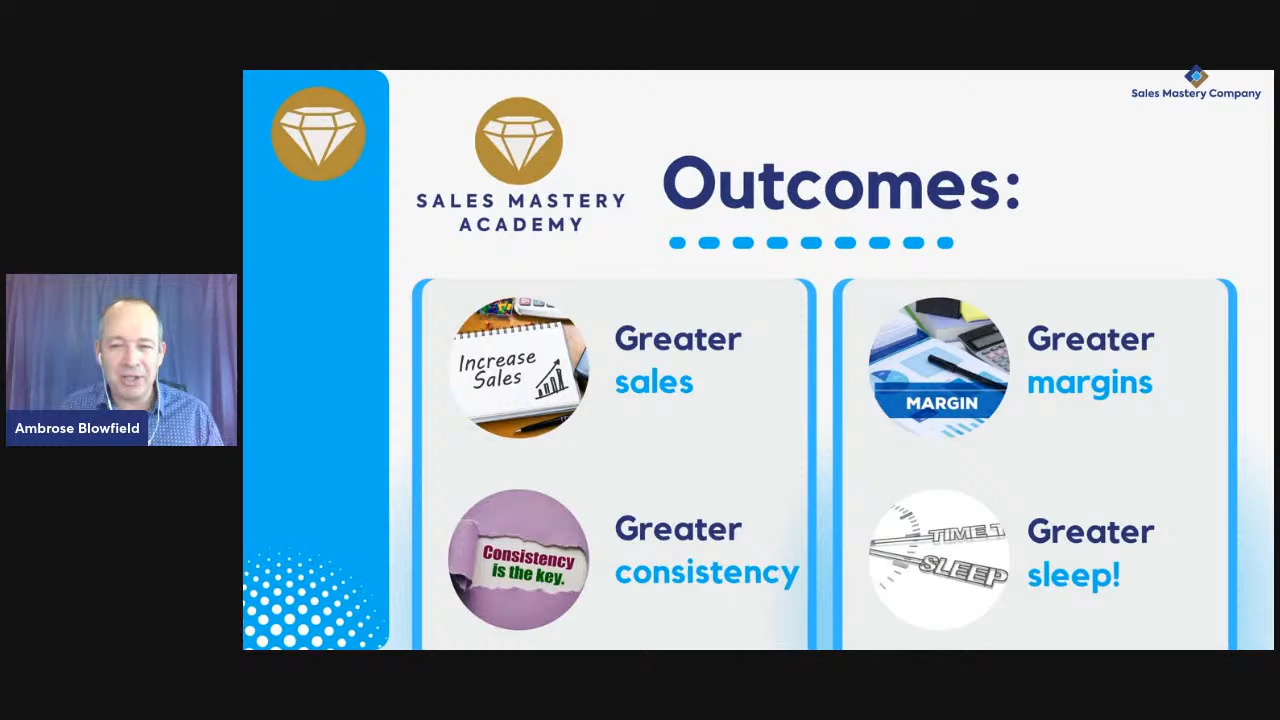 Sales Mastery Company
SALES MASTERY
ACADEMY
Outcomes:
Increase
Sales
Greater
sales
MARGIN
Greater
margins
Consistency
is the key.
Greater
consistency
TIME T
SLEEP
Greater
sleep!
Ambrose Blowfield